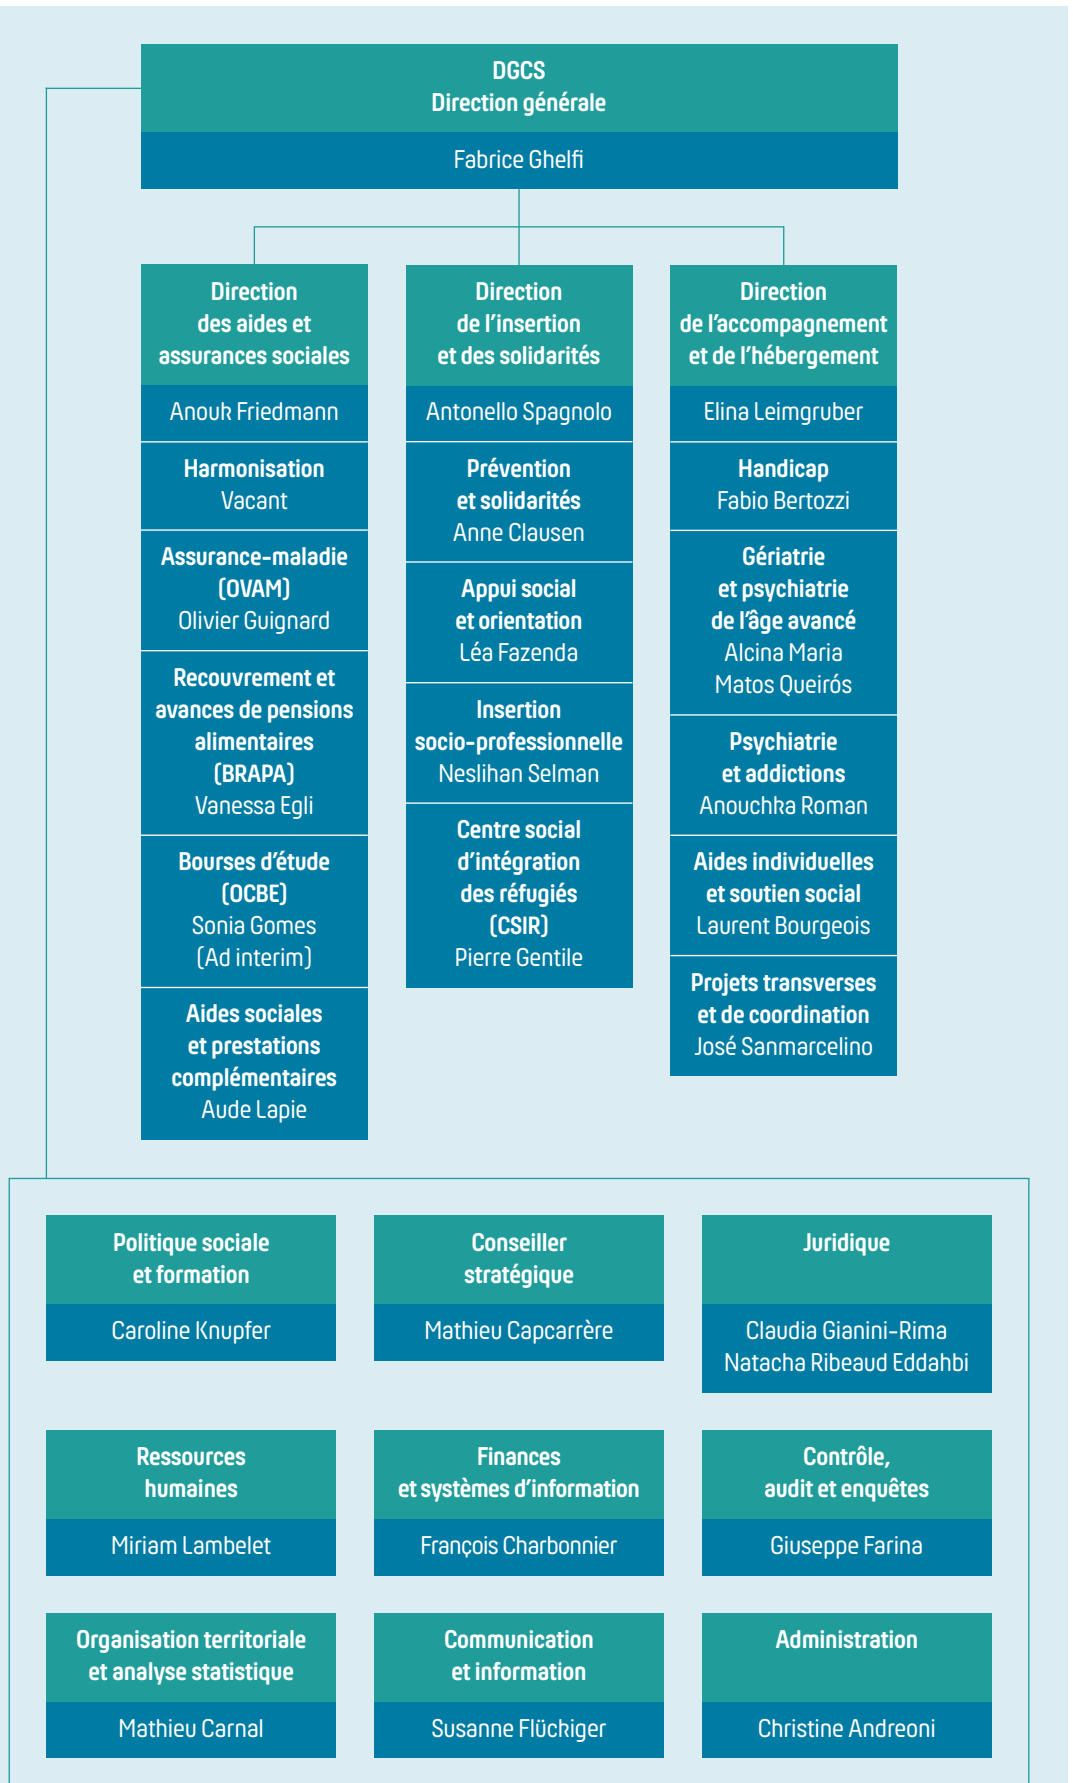 DGCS
Direction générale
Fabrice Ghelfi
Direction
des aides et
assurances sociales
Anouk Friedmann
Harmonisation
Vacant
Assurance-maladie
(OVAM)
Olivier Guignard
Recouvrement et
avances de pensions
alimentaires
(BRAPA)
Vanessa Egli
Bourses d'étude
(OCBE)
Sonia Gomes
(Ad interim)
Aides sociales
et prestations
complémentaires
Aude Lapie
Direction
de l'insertion
et des solidarités
Antonello Spagnolo
Prévention
et solidarités
Anne Clausen
Appui social
et orientation
Léa Fazenda
Insertion
socio-professionnelle
Neslihan Selman
Centre social
d'intégration
des réfugiés
(CSIR)
Pierre Gentile
Direction
de l'accompagnement
et de l'hébergement
Elina Leimgruber
Handicap
Fabio Bertozzi
Gériatrie
et psychiatrie
de l'âge avancé
Alcina Maria
Matos Queirós
Psychiatrie
et addictions
Anouchka Roman
Aides individuelles
et soutien social
Laurent Bourgeois
Projets transverses
et de coordination
José Sanmarcelino
Politique sociale
et formation
Caroline Knupfer
Conseiller
stratégique
Mathieu Capcarrère
Juridique
Claudia Gianini-Rima
Natacha Ribeaud Eddahbi
Ressources
humaines
Miriam Lambelet
Finances
et systèmes d'information
François Charbonnier
Contrôle,
audit et enquêtes
Giuseppe Farina
Organisation territoriale
et analyse statistique
Mathieu Carnal
Communication
et information
Susanne Flückiger
Administration
Christine Andreoni